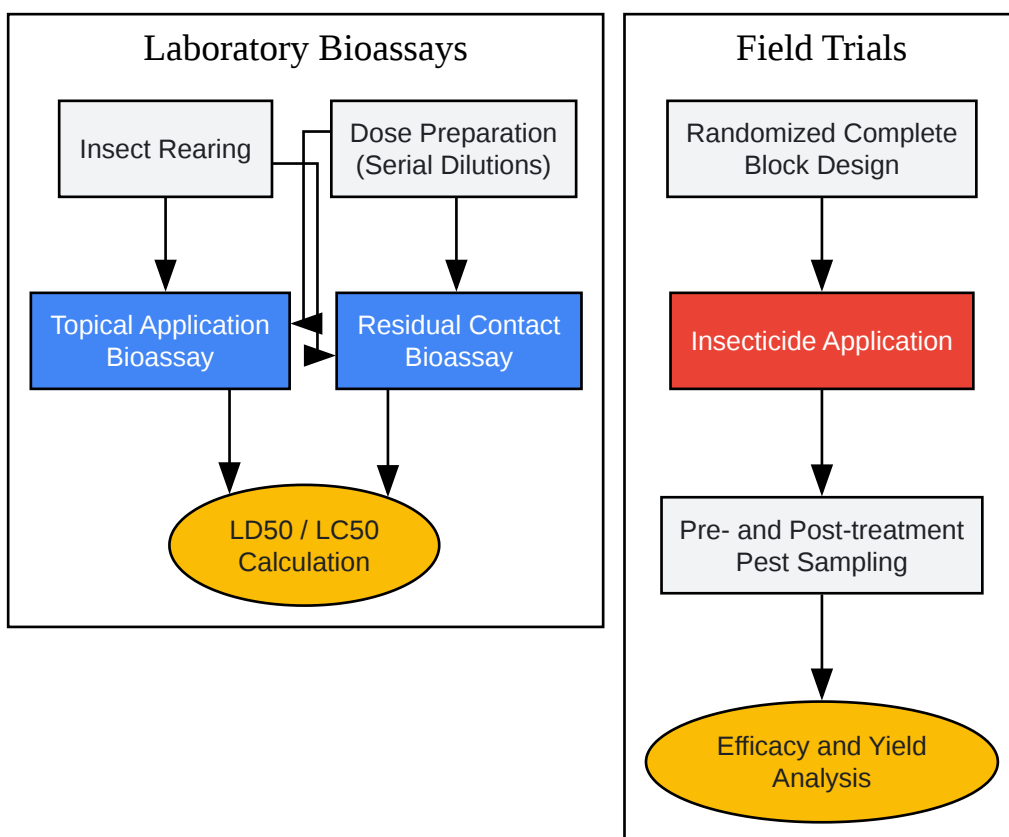 Laboratory Bioassays
Insect Rearing
Dose Preparation
(Serial Dilutions)
Topical Application
Bioassay
Residual Contact
Bioassay
LD50 / LC50
Calculation
Field Trials
Randomized Complete
Block Design
Insecticide Application
Pre- and Post-treatment
Pest Sampling
Efficacy and Yield
Analysis